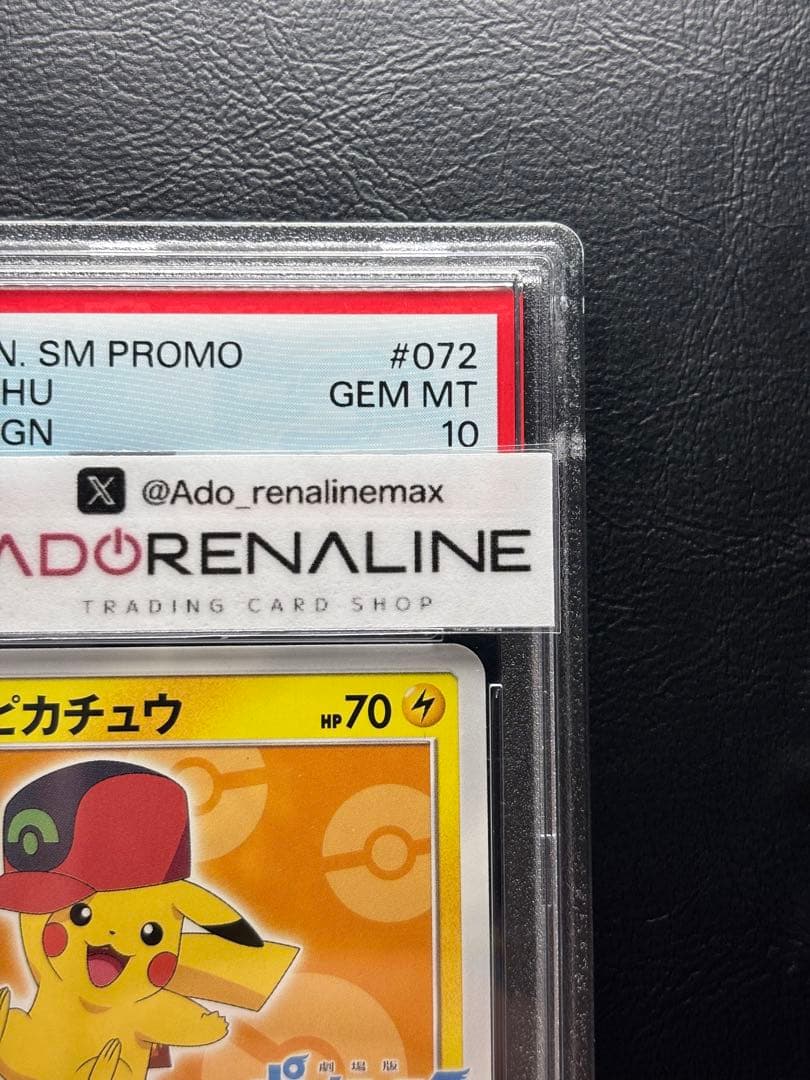 N. SM PROMO #072
HU GEM MT
GN 10
X @Ado_renalinemax
ADORENALINE
TRADING CARD SHOP
ピカチュウ HP70
劇場版